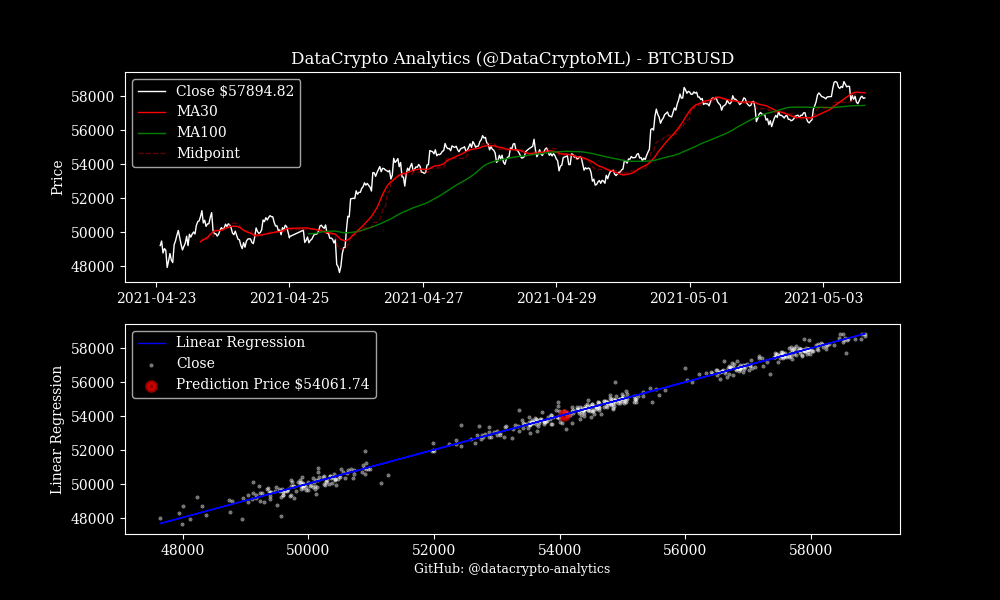 DataCrypto Analytics (@DataCryptoML) - BTCBUSD
Price
58000
56000
54000
52000
50000
48000
Close $57894.82
MA30
MA100
Midpoint
2021-04-23 2021-04-25 2021-04-27 2021-04-29 2021-05-01 2021-05-03
Linear Regression
58000
56000
54000
52000
50000
48000
Linear Regression
Close
Prediction Price $54061.74
48000 50000 52000 54000 56000 58000
GitHub: @datacrypto-analytics